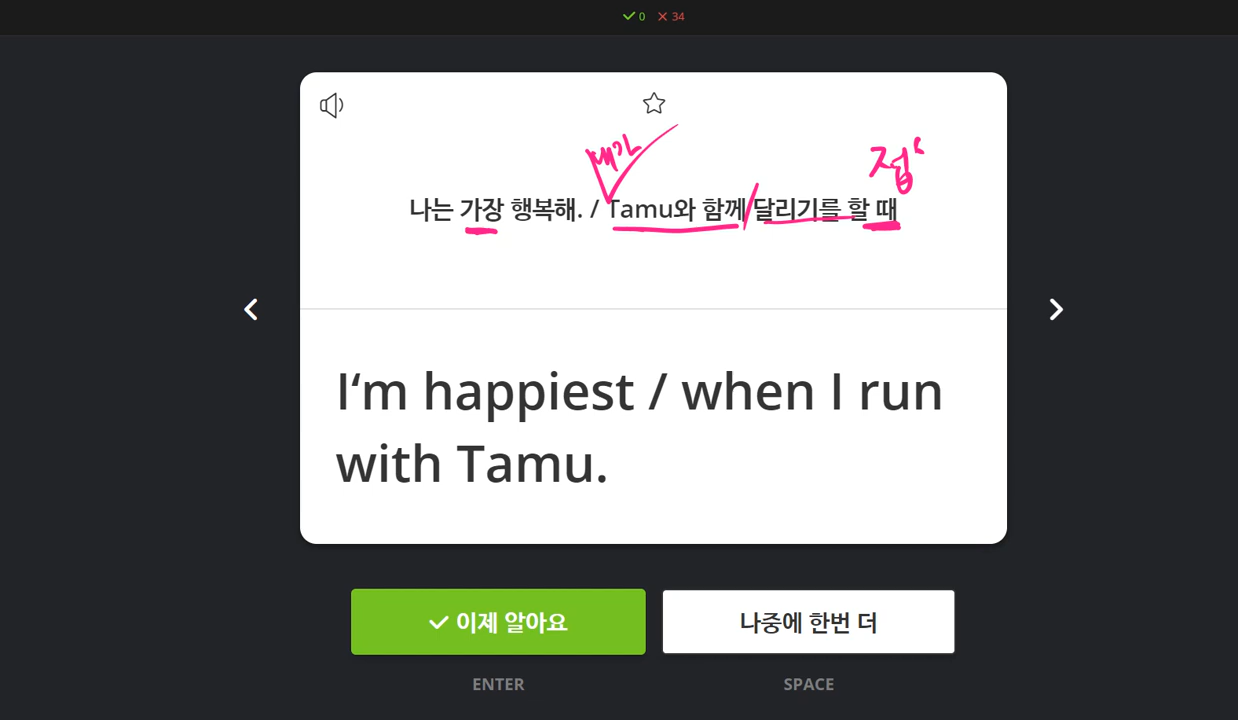 0 34
내가
접
나는 가장 행복해. / Tamu와 함께 달리기를 할 때
I‘m happiest / when I run
with Tamu.
이제 알아요 나중에 한번 더
ENTER SPACE